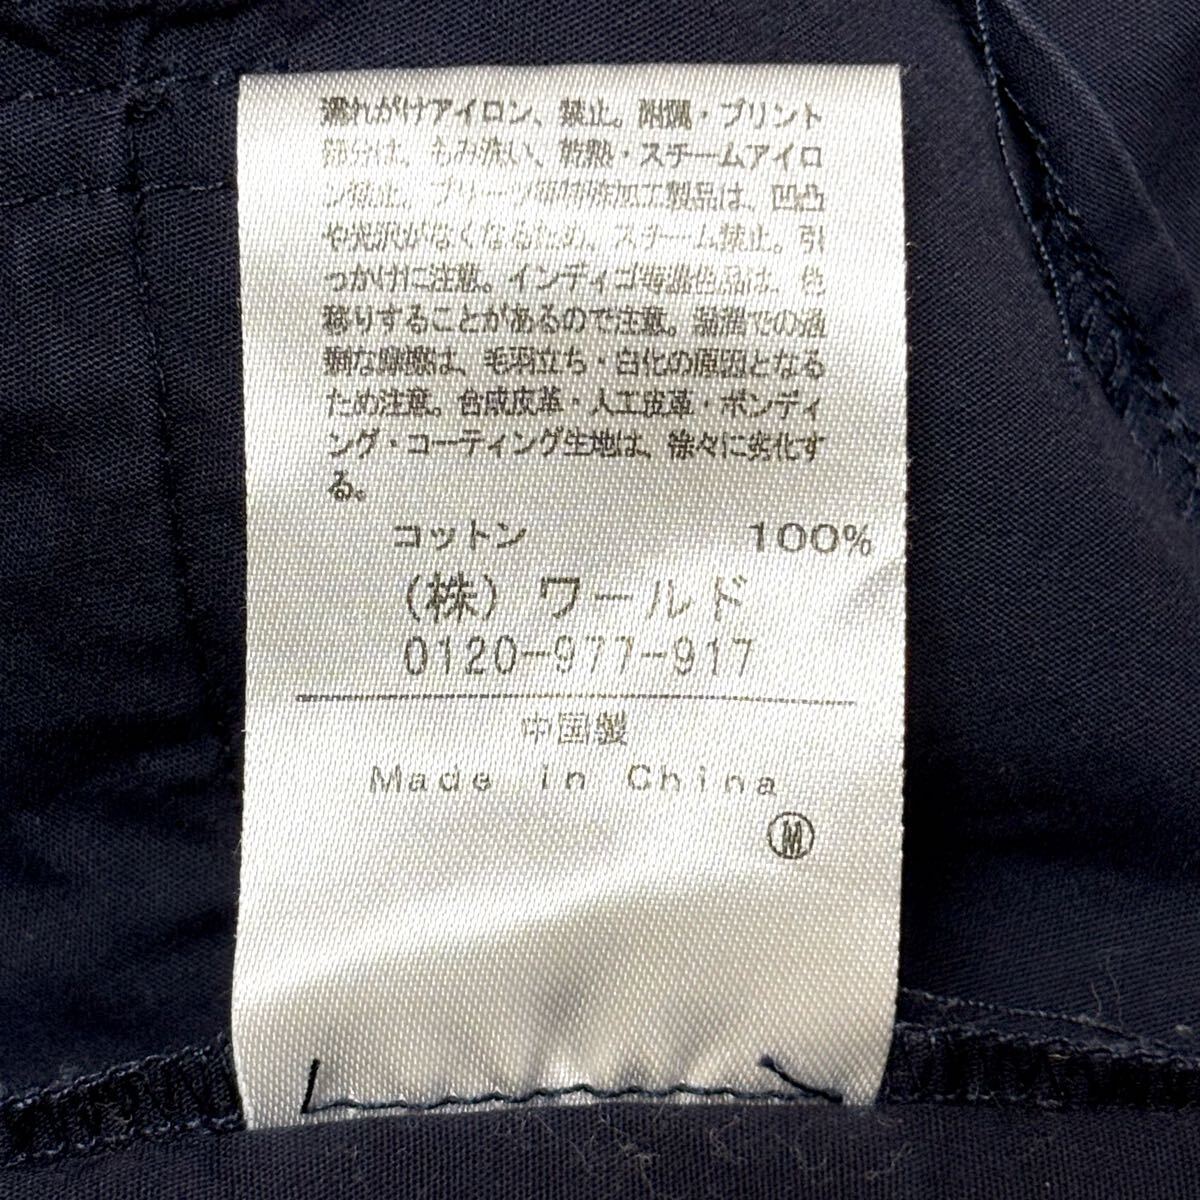 濡れがけアイロン、禁止。耐熱・プリント
部分は、もみ洗い、乾熱・スチームアイロ
ン禁止。プリーツ等特殊加工製品は、凹凸
や光沢がなくなるため、スチーム禁止。引
っかけに注意。インディゴ等濃色品は、色
移りすることがあるので注意。湿潤での過
剰な摩擦は、毛羽立ち・白化の原因となる
ため注意。合成皮革・人工皮革・ボンディ
ング・コーティング生地は、徐々に劣化す
る。
コットン 100%
(株) ワールド
0120-977-917
中国製
Made in China
M